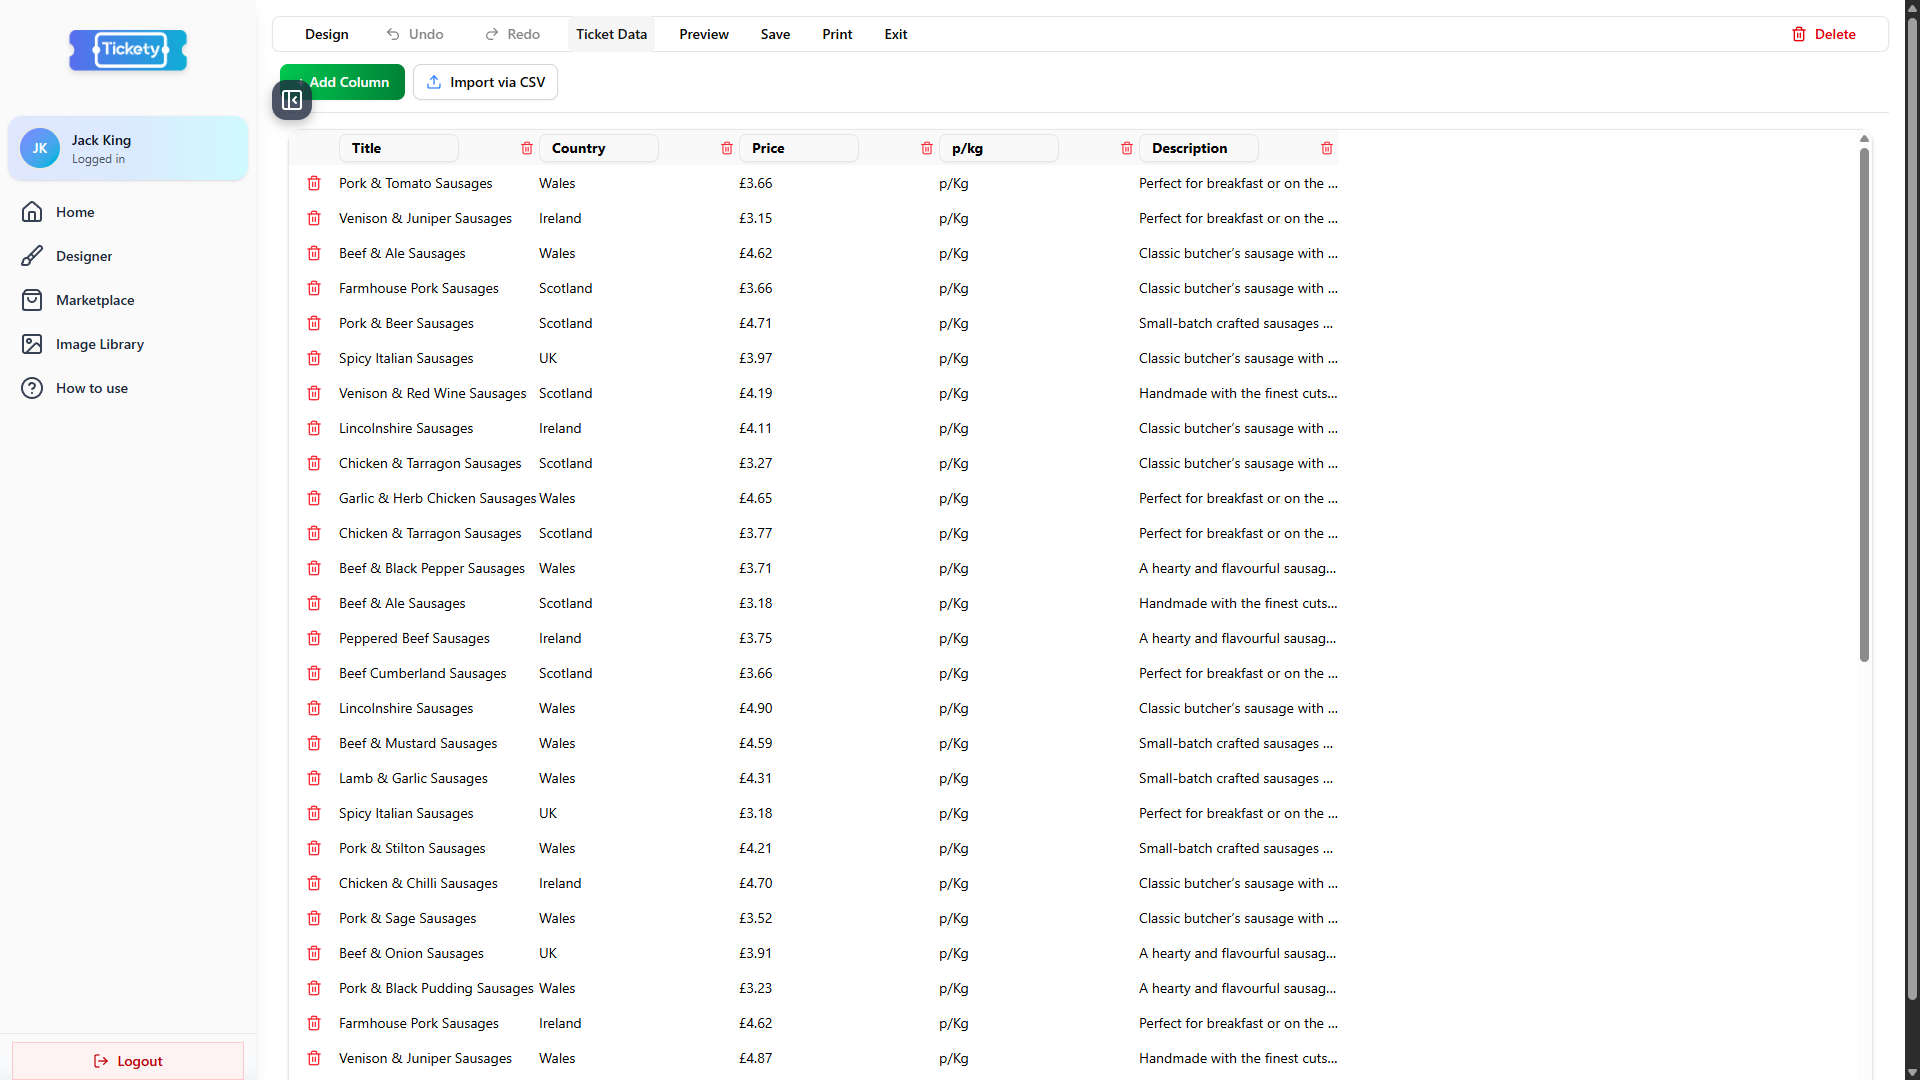 Tickety
Design Undo Redo Ticket Data Preview Save Print Exit Delete
Add Column Import via CSV
JK Jack King
Logged in
Home
Designer
Marketplace
Image Library
How to use
Logout
Title Country Price p/kg Description
Pork & Tomato Sausages Wales £3.66 p/Kg Perfect for breakfast or on the ...
Venison & Juniper Sausages Ireland £3.15 p/Kg Perfect for breakfast or on the ...
Beef & Ale Sausages Wales £4.62 p/Kg Classic butcher's sausage with ...
Farmhouse Pork Sausages Scotland £3.66 p/Kg Classic butcher's sausage with ...
Pork & Beer Sausages Scotland £4.71 p/Kg Small-batch crafted sausages ...
Spicy Italian Sausages UK £3.97 p/Kg Classic butcher's sausage with ...
Venison & Red Wine Sausages Scotland £4.19 p/Kg Handmade with the finest cuts...
Lincolnshire Sausages Ireland £4.11 p/Kg Classic butcher's sausage with ...
Chicken & Tarragon Sausages Scotland £3.27 p/Kg Classic butcher's sausage with ...
Garlic & Herb Chicken Sausages Wales £4.65 p/Kg Perfect for breakfast or on the ...
Chicken & Tarragon Sausages Scotland £3.77 p/Kg Perfect for breakfast or on the ...
Beef & Black Pepper Sausages Wales £3.71 p/Kg A hearty and flavourful sausag...
Beef & Ale Sausages Scotland £3.18 p/Kg Handmade with the finest cuts...
Peppered Beef Sausages Ireland £3.75 p/Kg A hearty and flavourful sausag...
Beef Cumberland Sausages Scotland £3.66 p/Kg Perfect for breakfast or on the ...
Lincolnshire Sausages Wales £4.90 p/Kg Classic butcher's sausage with ...
Beef & Mustard Sausages Wales £4.59 p/Kg Small-batch crafted sausages ...
Lamb & Garlic Sausages Wales £4.31 p/Kg Small-batch crafted sausages ...
Spicy Italian Sausages UK £3.18 p/Kg Perfect for breakfast or on the ...
Pork & Stilton Sausages Wales £4.21 p/Kg Small-batch crafted sausages ...
Chicken & Chilli Sausages Ireland £4.70 p/Kg Classic butcher's sausage with ...
Pork & Sage Sausages Wales £3.52 p/Kg Classic butcher's sausage with ...
Beef & Onion Sausages UK £3.91 p/Kg A hearty and flavourful sausag...
Pork & Black Pudding Sausages Wales £3.23 p/Kg A hearty and flavourful sausag...
Farmhouse Pork Sausages Ireland £4.62 p/Kg Perfect for breakfast or on the ...
Venison & Juniper Sausages Wales £4.87 p/Kg Handmade with the finest cuts...